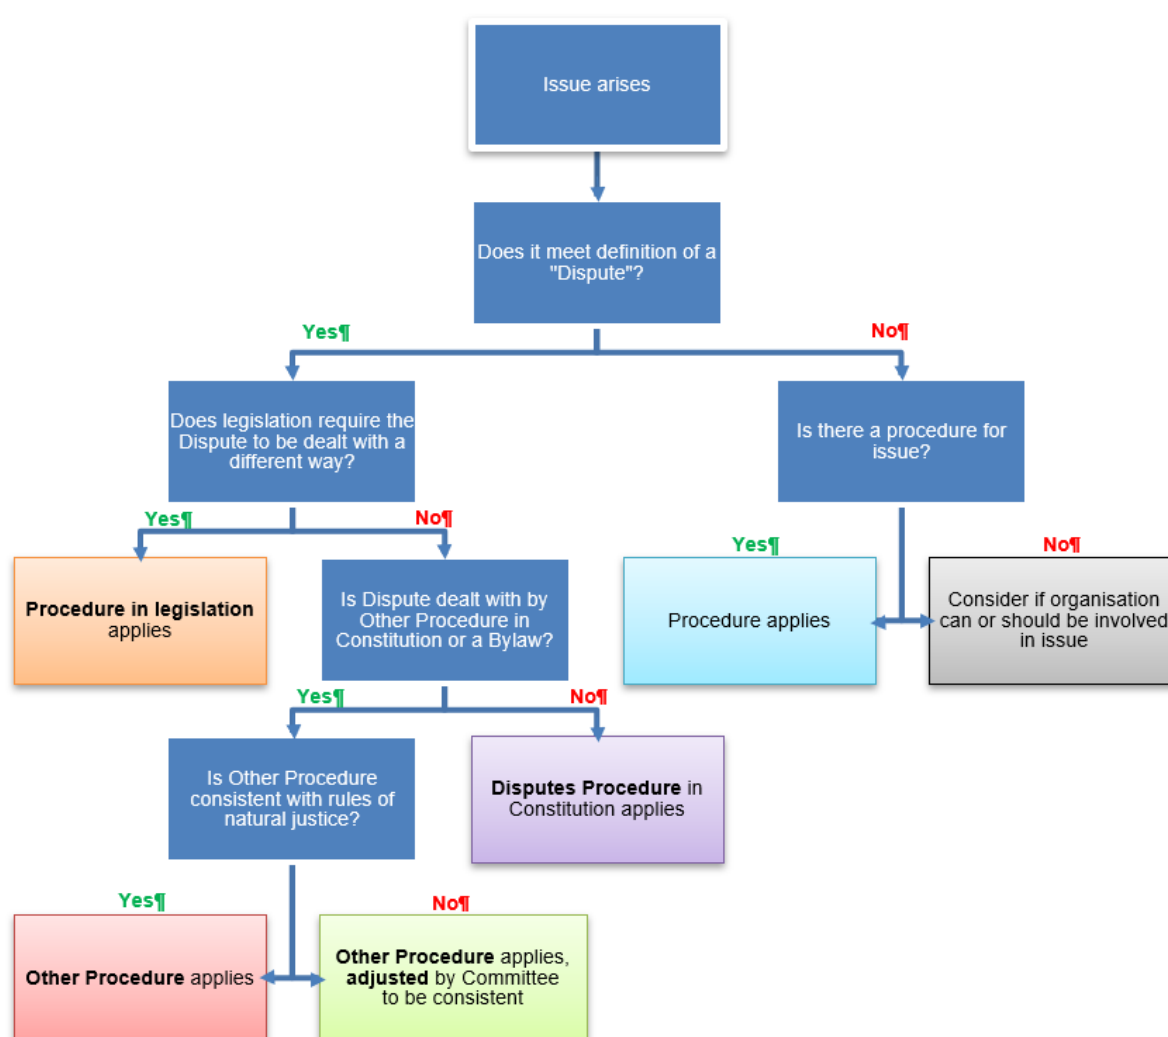 Issue arises
Does it meet definition of a
"Dispute"?
Yes¶
No¶
Does legislation require the
Dispute to be dealt with a
different way?
Is there a procedure for
issue?
Yes¶
No¶
Yes¶
No¶
Procedure in legislation
applies
Is Dispute dealt with by
Other Procedure in
Constitution or a Bylaw?
Procedure applies
Consider if organisation
can or should be involved
in issue
Yes¶
No¶
Is Other Procedure
consistent with rules of
natural justice?
Disputes Procedure in
Constitution applies
Yes¶
No¶
Other Procedure applies
Other Procedure applies,
adjusted by Committee
to be consistent